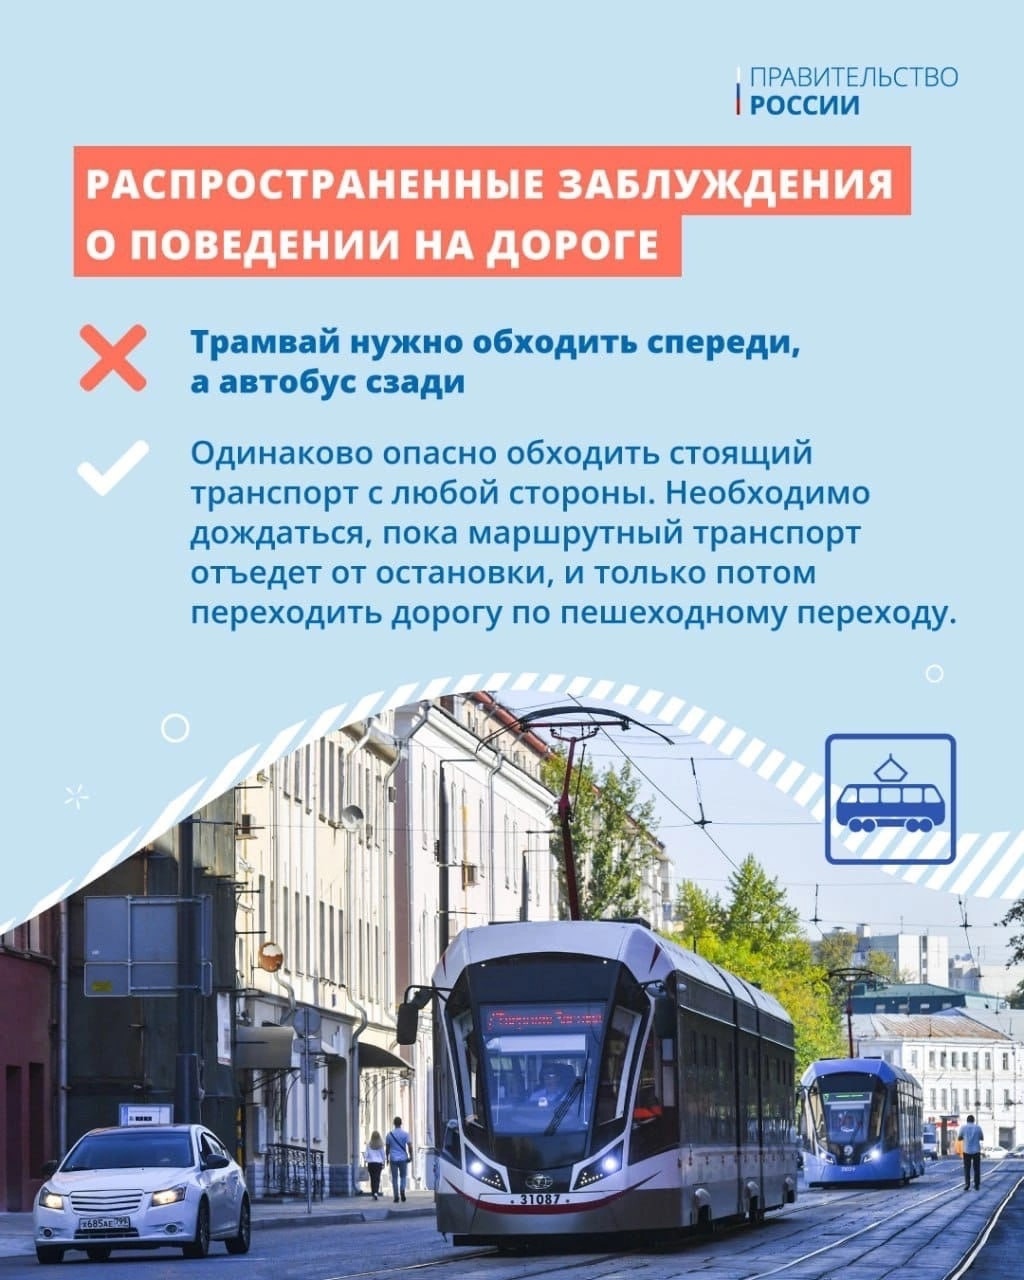 ПРАВИТЕЛЬСТВО
РОССИИ
РАСПРОСТРАНЕННЫЕ ЗАБЛУЖДЕНИЯ
О ПОВЕДЕНИИ НА ДОРОГЕ
Трамвай нужно обходить спереди,
а автобус сзади
Одинаково опасно обходить стоящий
транспорт с любой стороны. Необходимо
дождаться, пока маршрутный транспорт
отъедет от остановки, и только потом
переходить дорогу по пешеходному переходу.
31087